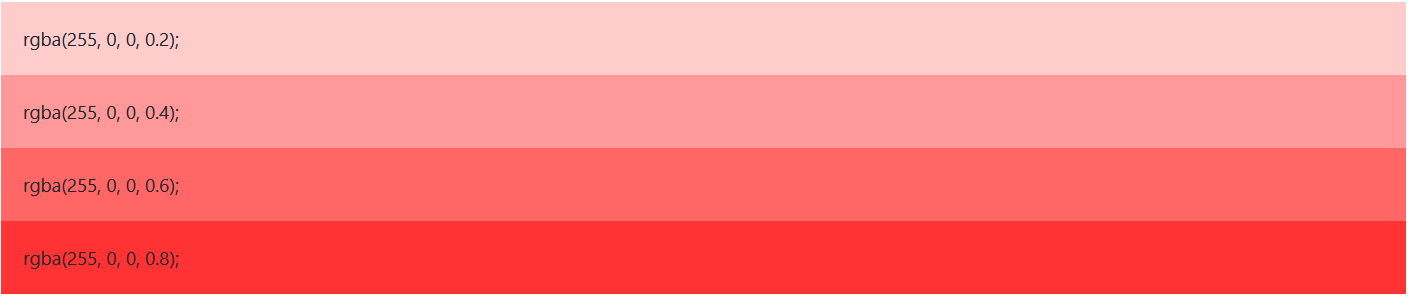 rgba(255, 0, 0, 0.2);
rgba(255, 0, 0, 0.4);
rgba(255, 0, 0, 0.6);
rgba(255, 0, 0, 0.8);